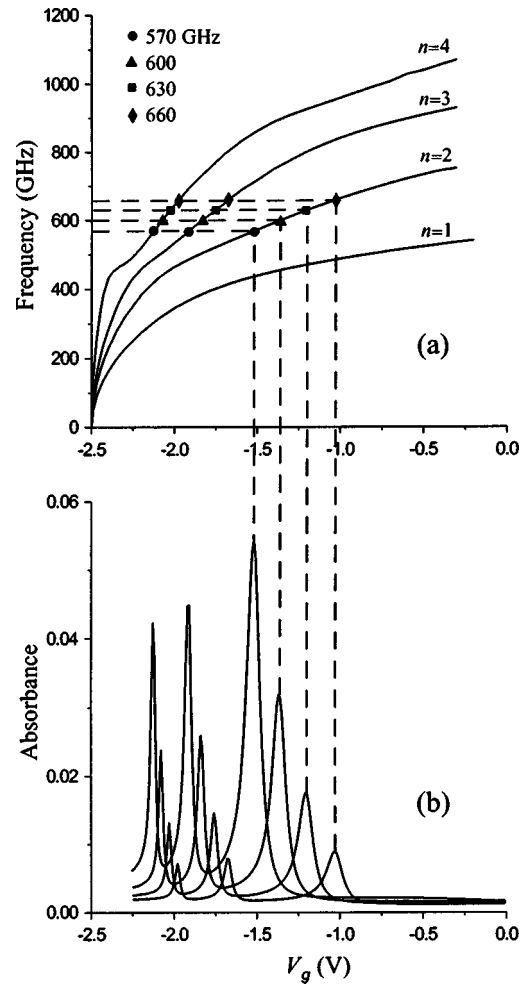 1200
1000
800
600
400
200
0
Frequency (GHz)
570 GHz
600
630
660
n=4
n=3
n=2
n=1
(a)
-2.5 -2.0 -1.5 -1.0 -0.5 0.0
0.06
0.04
0.02
0.00
Absorbance
(b)
-2.5 -2.0 -1.5 -1.0 -0.5 0.0
Vg (V)